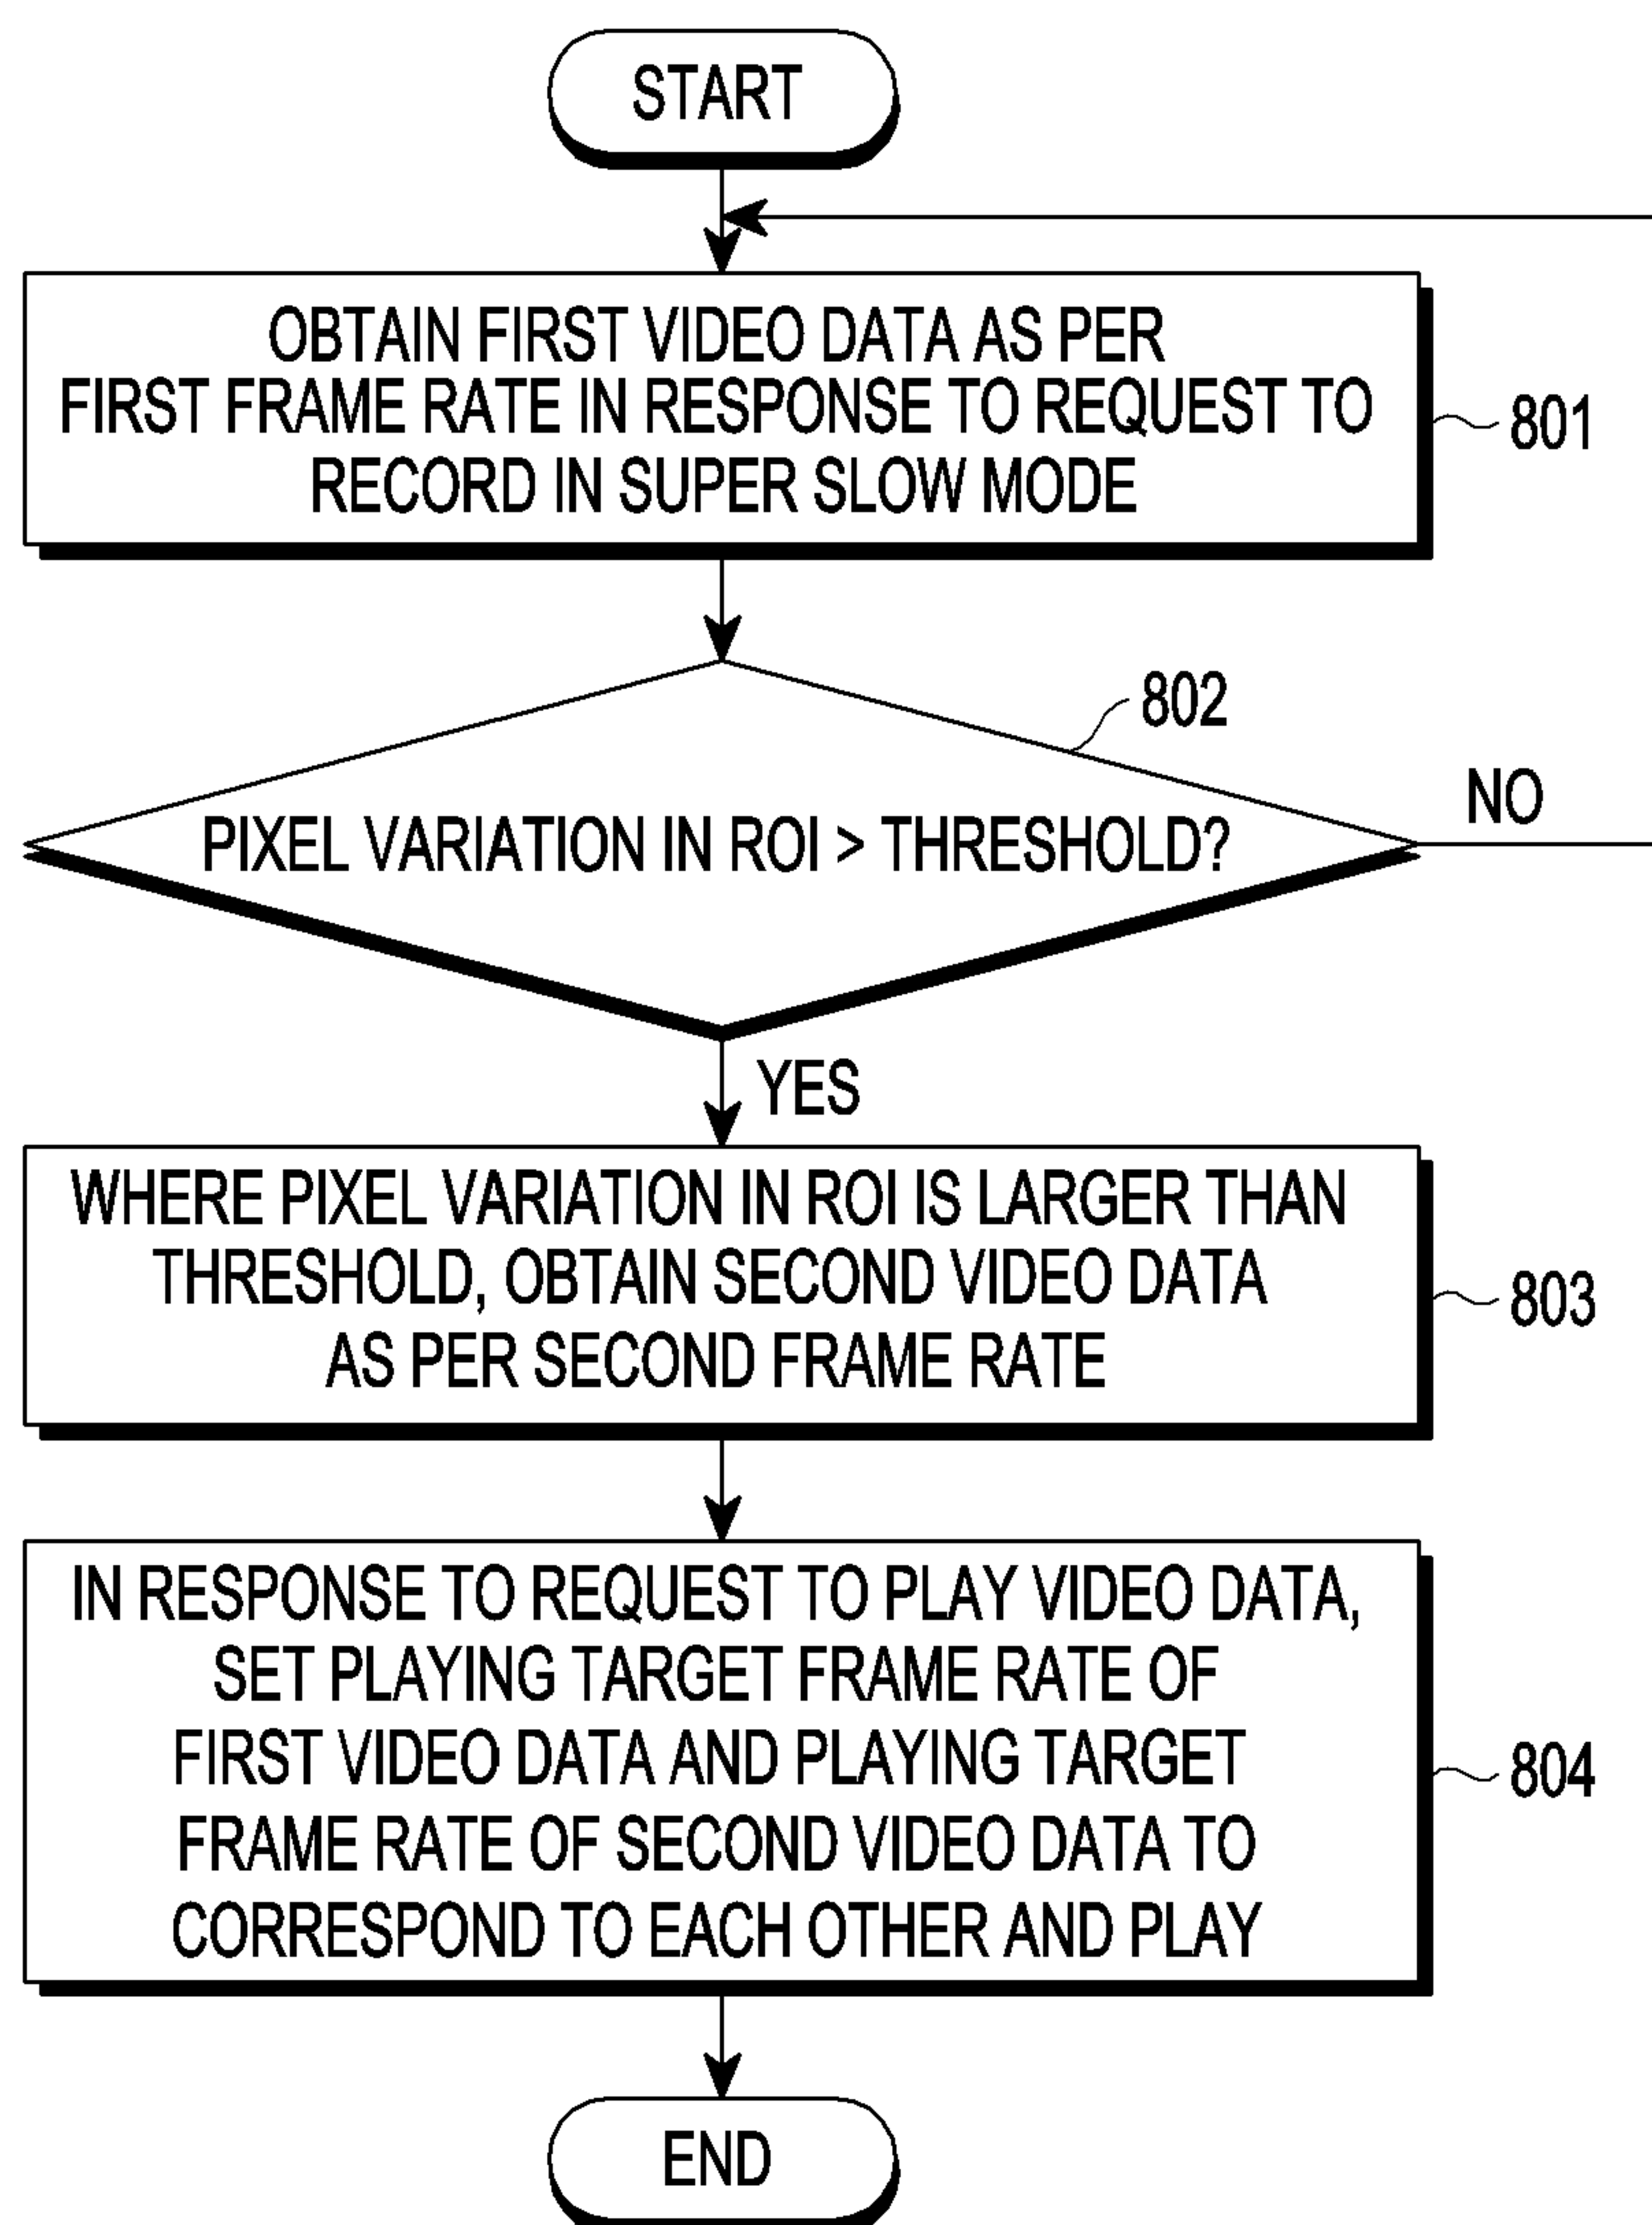 START
OBTAIN FIRST VIDEO DATA AS PER
FIRST FRAME RATE IN RESPONSE TO REQUEST TO
RECORD IN SUPER SLOW MODE
801
802
PIXEL VARIATION IN ROI > THRESHOLD?
NO
YES
WHERE PIXEL VARIATION IN ROI IS LARGER THAN
THRESHOLD, OBTAIN SECOND VIDEO DATA
AS PER SECOND FRAME RATE
803
IN RESPONSE TO REQUEST TO PLAY VIDEO DATA,
SET PLAYING TARGET FRAME RATE OF
FIRST VIDEO DATA AND PLAYING TARGET
FRAME RATE OF SECOND VIDEO DATA TO
CORRESPOND TO EACH OTHER AND PLAY
804
END